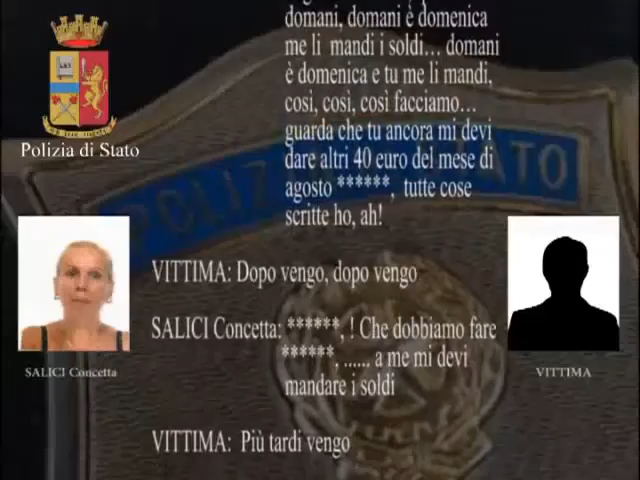 domani, domani è domenica
me li mandi i soldi… domani
è domenica e tu me li mandi,
così, così, così facciamo…
guarda che tu ancora mi devi
dare altri 40 euro del mese di
agosto ******, tutte cose
scritte ho, ah!
Polizia di Stato
VITTIMA: Dopo vengo, dopo vengo
SALICI Concetta: ******, ! Che dobbiamo fare
******, ...... a me mi devi
mandare i soldi
VITTIMA: Più tardi vengo
SALICI Concetta
VITTIMA